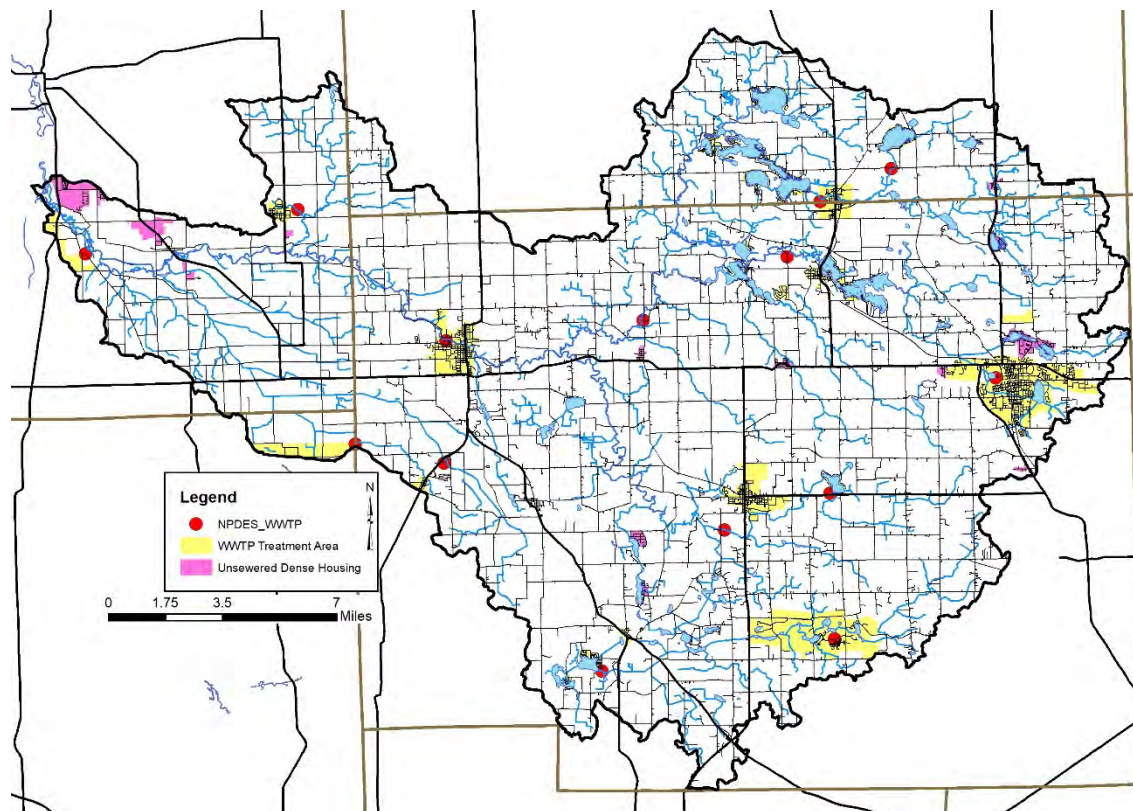 Legend
N
NPDES_WWTP
WWTP Treatment Area
Unsewered Dense Housing
0 1.75 3.5 7
Miles